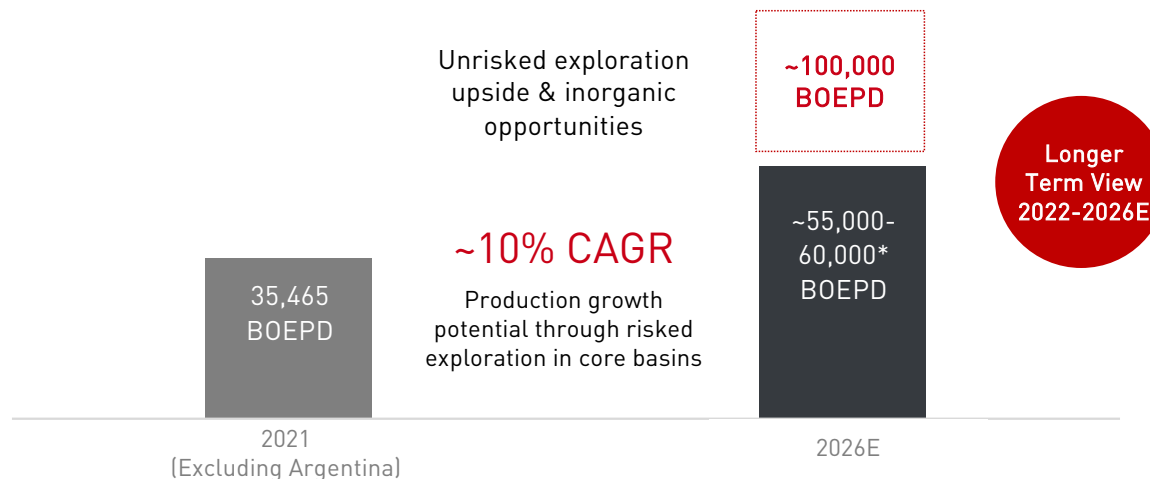 Unrisked exploration
upside & inorganic
opportunities
~100,000
BOEPD
Longer
Term View
2022-2026E
~10% CAGR
Production growth
potential through risked
exploration in core basins
35,465
BOEPD
~55,000-
60,000*
BOEPD
2021
(Excluding Argentina)
2026E